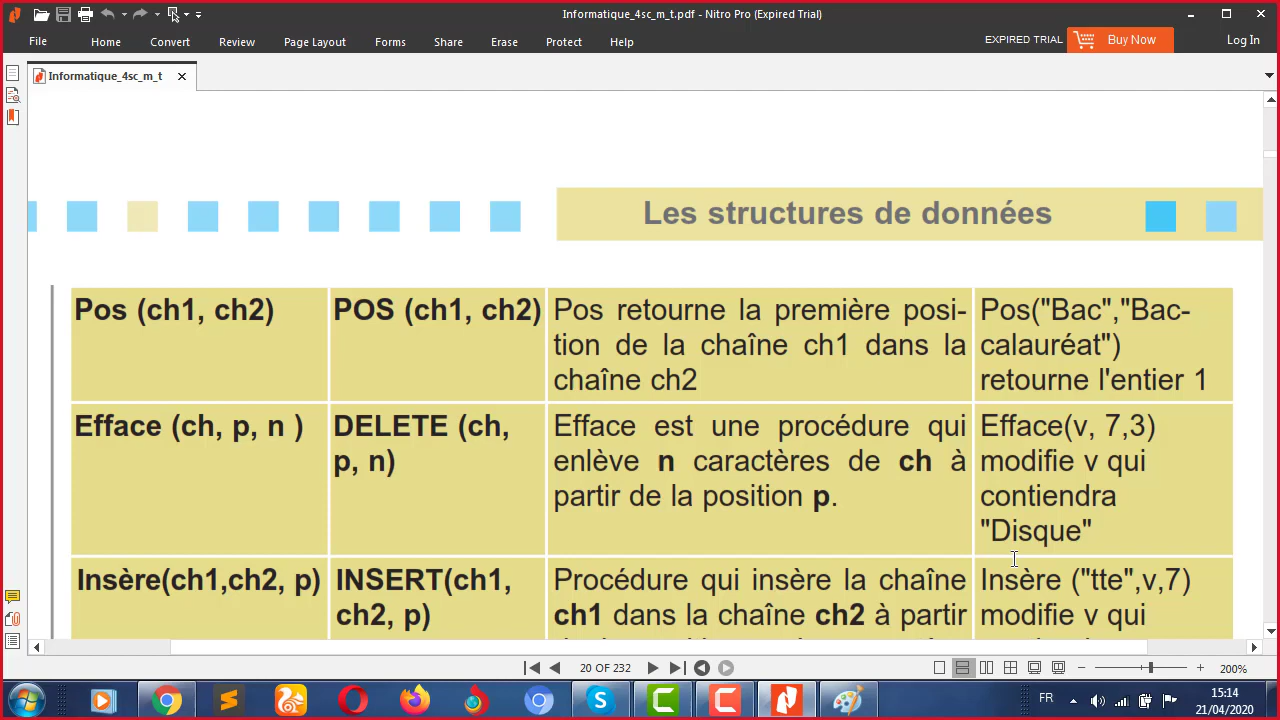 Informatique_4sc_m_t.pdf - Nitro Pro (Expired Trial)
File Home Convert Review Page Layout Forms Share Erase Protect Help EXPIRED TRIAL Buy Now Log In
Informatique_4sc_m_t
Les structures de données
Pos (ch1, ch2)
POS (ch1, ch2)
Pos retourne la première posi-
tion de la chaîne ch1 dans la
chaîne ch2
Pos("Bac","Bac-
calauréat")
retourne l'entier 1
Efface (ch, p, n )
DELETE (ch,
p, n)
Efface est une procédure qui
enlève n caractères de ch à
partir de la position p.
Efface(v, 7,3)
modifie v qui
contiendra
"Disque"
Insère(ch1,ch2, p)
INSERT(ch1,
ch2, p)
Procédure qui insère la chaîne
ch1 dans la chaîne ch2 à partir
Insère ("tte",v,7)
modifie v qui
20 OF 232
200%
FR
15:14
21/04/2020